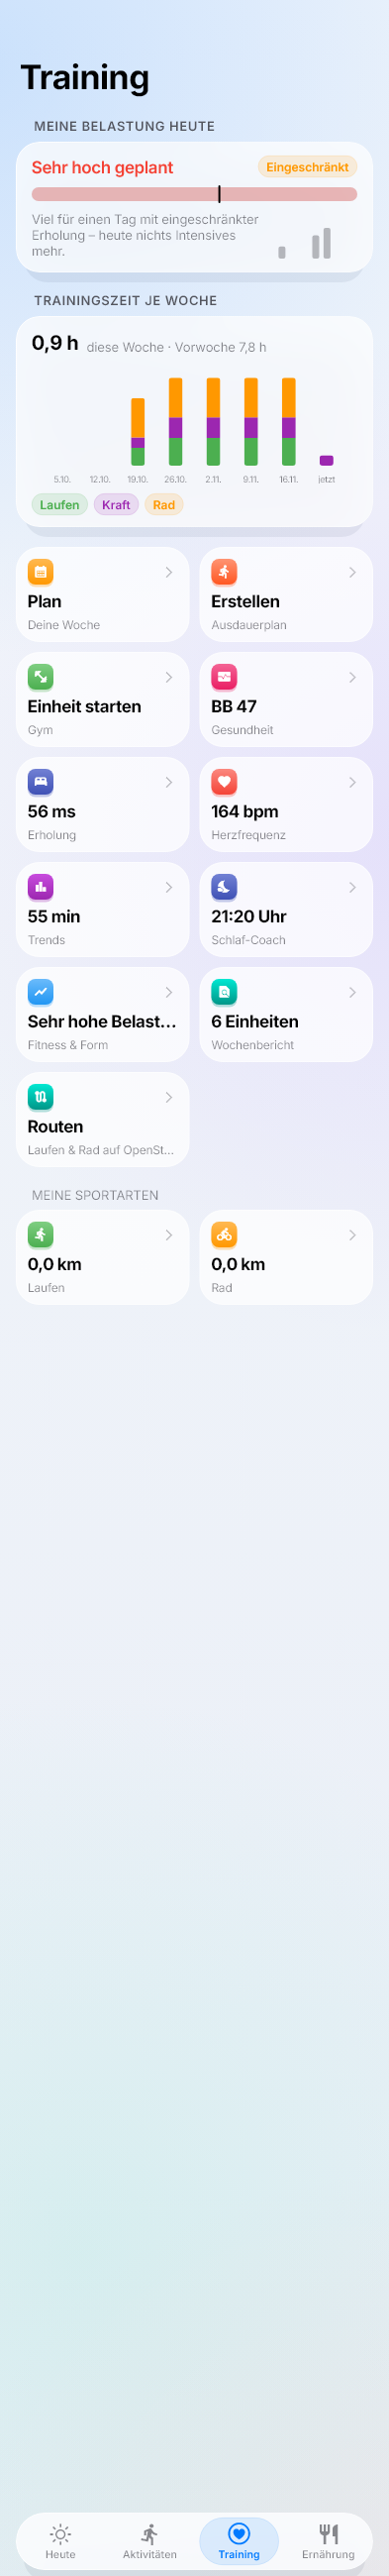 Training
MEINE BELASTUNG HEUTE
Sehr hoch geplant
Eingeschränkt
Viel für einen Tag mit eingeschränkter
Erholung – heute nichts Intensives
mehr.
TRAININGSZEIT JE WOCHE
0,9 h diese Woche · Vorwoche 7,8 h
5.10. 12.10. 19.10. 26.10. 2.11. 9.11. 16.11. jetzt
Laufen Kraft Rad
Plan
Deine Woche
Erstellen
Ausdauerplan
Einheit starten
Gym
BB 47
Gesundheit
56 ms
Erholung
164 bpm
Herzfrequenz
55 min
Trends
21:20 Uhr
Schlaf-Coach
Sehr hohe Belast...
Fitness & Form
6 Einheiten
Wochenbericht
Routen
Laufen & Rad auf OpenSt...
MEINE SPORTARTEN
0,0 km
Laufen
0,0 km
Rad
Heute Aktivitäten Training Ernährung